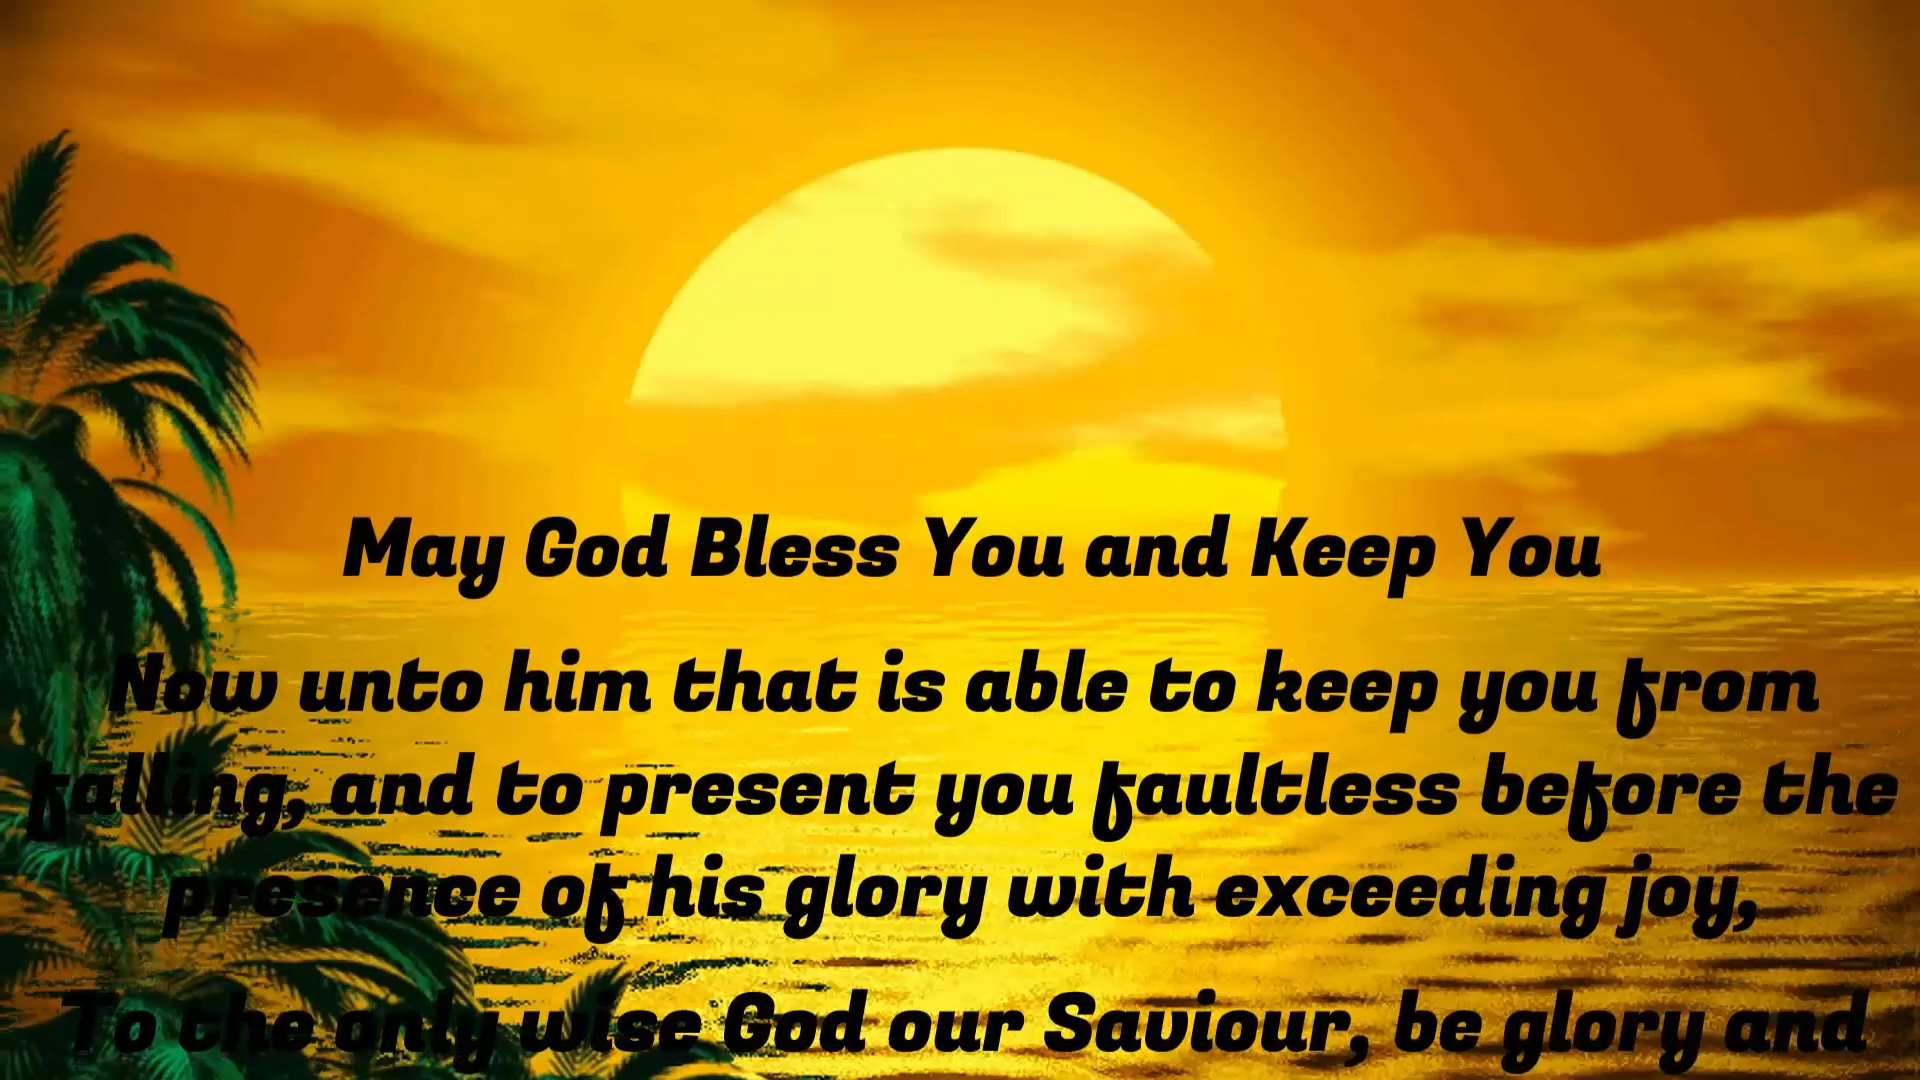 May God Bless You and Keep You
Now unto him that is able to keep you from
falling, and to present you faultless before the
presence of his glory with exceeding joy,
To the only wise God our Saviour, be glory and